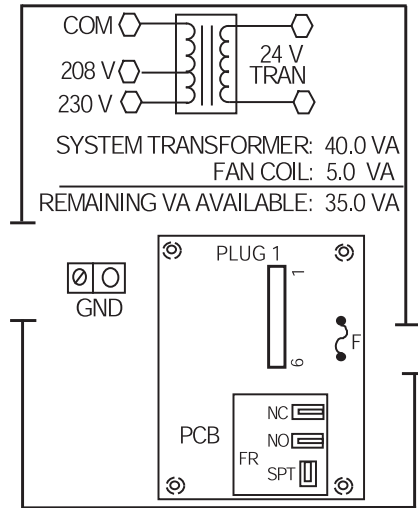 COM
208 V
230 V
24 V
TRAN
SYSTEM TRANSFORMER: 40.0 VA
FAN COIL: 5.0 VA
REMAINING VA AVAILABLE: 35.0 VA
GND
PLUG 1
1
6
F
PCB
FR
NC
NO
SPT